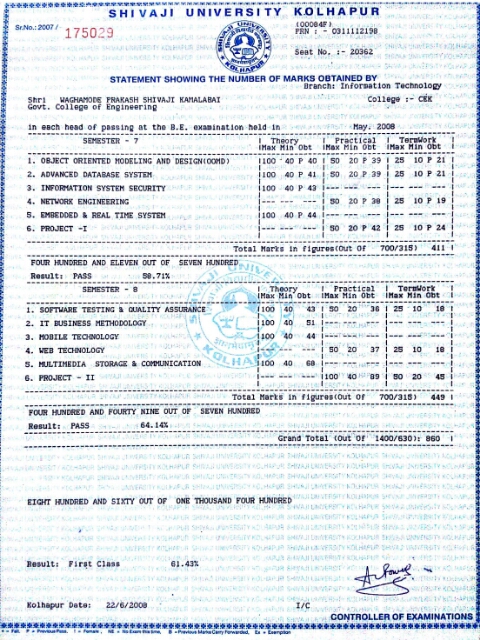 SHIVAJI UNIVERSITY KOLHAPUR
Sr.No.: 2007 / 175029
(00084F)
PRN : - 0311112198
Seat No. :- 20362
STATEMENT SHOWING THE NUMBER OF MARKS OBTAINED BY
Branch: Information Technology
Shri WAGHAMODE PRAKASH SHIVAJI KAMALABAI College :- CEK
Govt. College of Engineering
in each head of passing at the B.E. examination held in May. 2008
SEMESTER - 7 Theory Practical TermWork
Max Min Obt Max Min Obt Max Min Obt
1. OBJECT ORIENTED MODELING AND DESIGN(OOMD) 100 40 P 40 50 20 P 39 25 10 P 21
2. ADVANCED DATABASE SYSTEM 100 40 P 41 50 20 P 39 25 10 P 21
3. INFORMATION SYSTEM SECURITY 100 40 P 43 --- --- --- --- --- ---
4. NETWORK ENGINEERING --- --- --- 50 20 P 38 25 10 P 19
5. EMBEDDED & REAL TIME SYSTEM 100 40 P 44 --- --- --- --- --- ---
6. PROJECT -I --- --- --- 50 20 P 42 25 10 P 24
Total Marks in figures(Out Of 700/315) 411
FOUR HUNDRED AND ELEVEN OUT OF SEVEN HUNDRED
Result: PASS 58.71%
SEMESTER - 8 Theory Practical TermWork
Max Min Obt Max Min Obt Max Min Obt
1. SOFTWARE TESTING & QUALITY ASSURANCE 100 40 43 50 20 36 25 10 18
2. IT BUSINESS METHODOLOGY 100 40 51 --- --- --- --- --- ---
3. MOBILE TECHNOLOGY 100 40 44 --- --- --- --- --- ---
4. WEB TECHNOLOGY --- --- --- 50 20 37 25 10 18
5. MULTIMEDIA STORAGE & COMMUNICATION 100 40 68 --- --- --- --- --- ---
6. PROJECT - II --- --- --- 100 40 89 50 20 45
Total Marks in figures(Out Of 700/315) 449
FOUR HUNDRED AND FOURTY NINE OUT OF SEVEN HUNDRED
Result: PASS 64.14%
Grand Total (Out Of 1400/630): 860
EIGHT HUNDRED AND SIXTY OUT OF ONE THOUSAND FOUR HUNDRED
Result: First Class 61.43%
Kolhapur Date: 22/6/2008 I/C
CONTROLLER OF EXAMINATIONS
- Fail. P = Previous Pass. I = Female. NS = No Exam this time, B = Previous Marks Carry Forwarded, Ex = Exemption